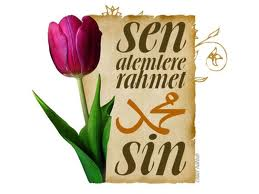 sen
alemlere
rahmet
محمد
sin